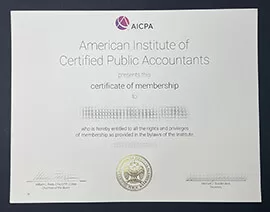 AICPA
American Institute of
Certified Public Accountants
presents this
certificate of membership
to
who is hereby entitled to all the rights and privileges
of membership as provided in the bylaws of the Institute